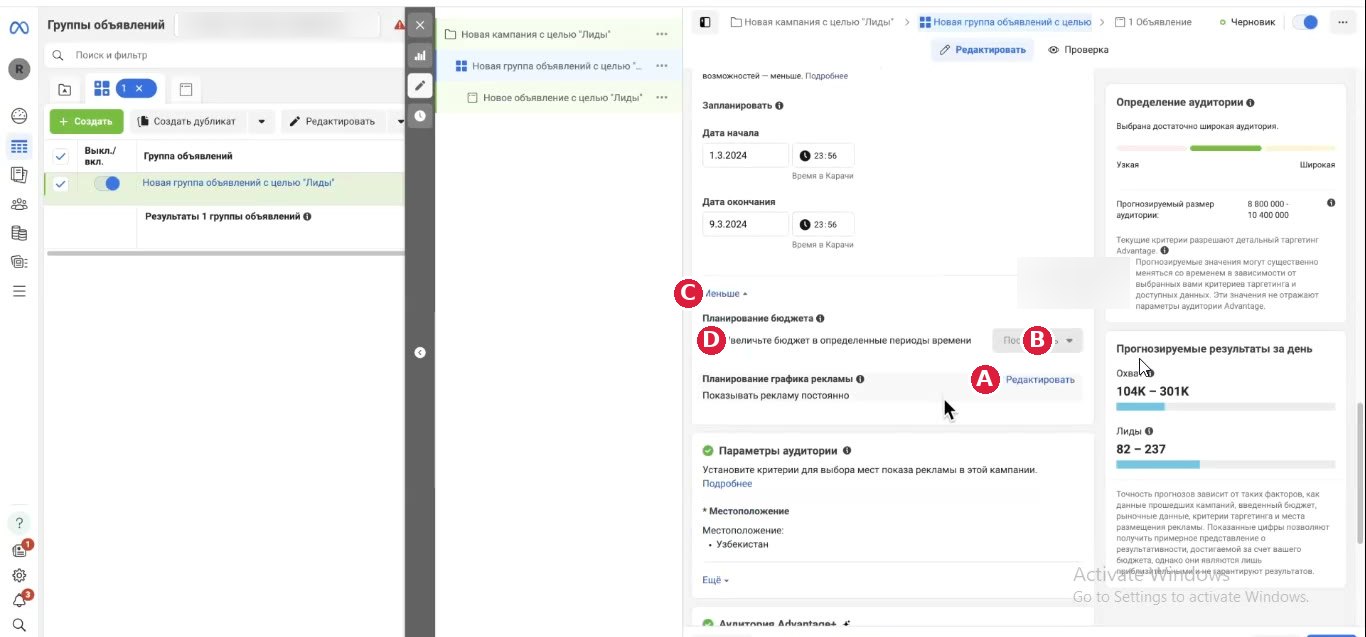 Группы объявлений
R
Поиск и фильтр
1 ×
+ Создать
Создать дубликат
Редактировать
Выкл./
вкл.
Группа объявлений
Новая группа объявлений с целью "Лиды"
Результаты 1 группы объявлений
?
1
3
Новая кампания с целью "Лиды"
Новая группа объявлений с целью "...
Новое объявление с целью "Лиды"
Новая кампания с целью "Лиды"
Новая группа объявлений с целью
1 Объявление
Черновик
Редактировать
Проверка
возможностей — меньше. Подробнее
Запланировать
Дата начала
1.3.2024
23:56
Время в Карачи
Дата окончания
9.3.2024
23:56
Время в Карачи
C
Меньше
Планирование бюджета
D
величьте бюджет в определенные периоды времени
B
Планирование графика рекламы
A
Редактировать
Показывать рекламу постоянно
Параметры аудитории
Установите критерии для выбора мест показа рекламы в этой кампании.
Подробнее
* Местоположение
Местоположение:
• Узбекистан
Ещё
Аудитория Advantage+
Определение аудитории
Выбрана достаточно широкая аудитория.
Узкая
Широкая
Прогнозируемый размер
аудитории:
8 800 000 -
10 400 000
Текущие критерии разрешают детальный таргетинг
Advantage.
Прогнозируемые значения могут существенно
меняться со временем в зависимости от
выбранных вами критериев таргетинга и
доступных данных. Эти значения не отражают
параметры аудитории Advantage.
Прогнозируемые результаты за день
Охва
104K – 301K
Лиды
82 – 237
Точность прогнозов зависит от таких факторов, как
данные прошедших кампаний, введенный бюджет,
рыночные данные, критерии таргетинга и места
размещения рекламы. Показанные цифры позволяют
получить примерное представление о
результативности, достигаемой за счет вашего
бюджета, однако они являются лишь
приблизительными и не гарантируют результатов.
Activate Windows
Go to Settings to activate Windows.